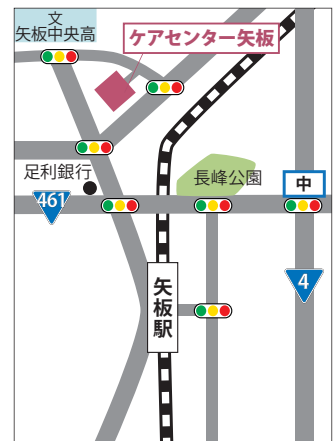 文
矢板中央高
ケアセンター矢板
足利銀行
長峰公園
中
461
矢板駅
4